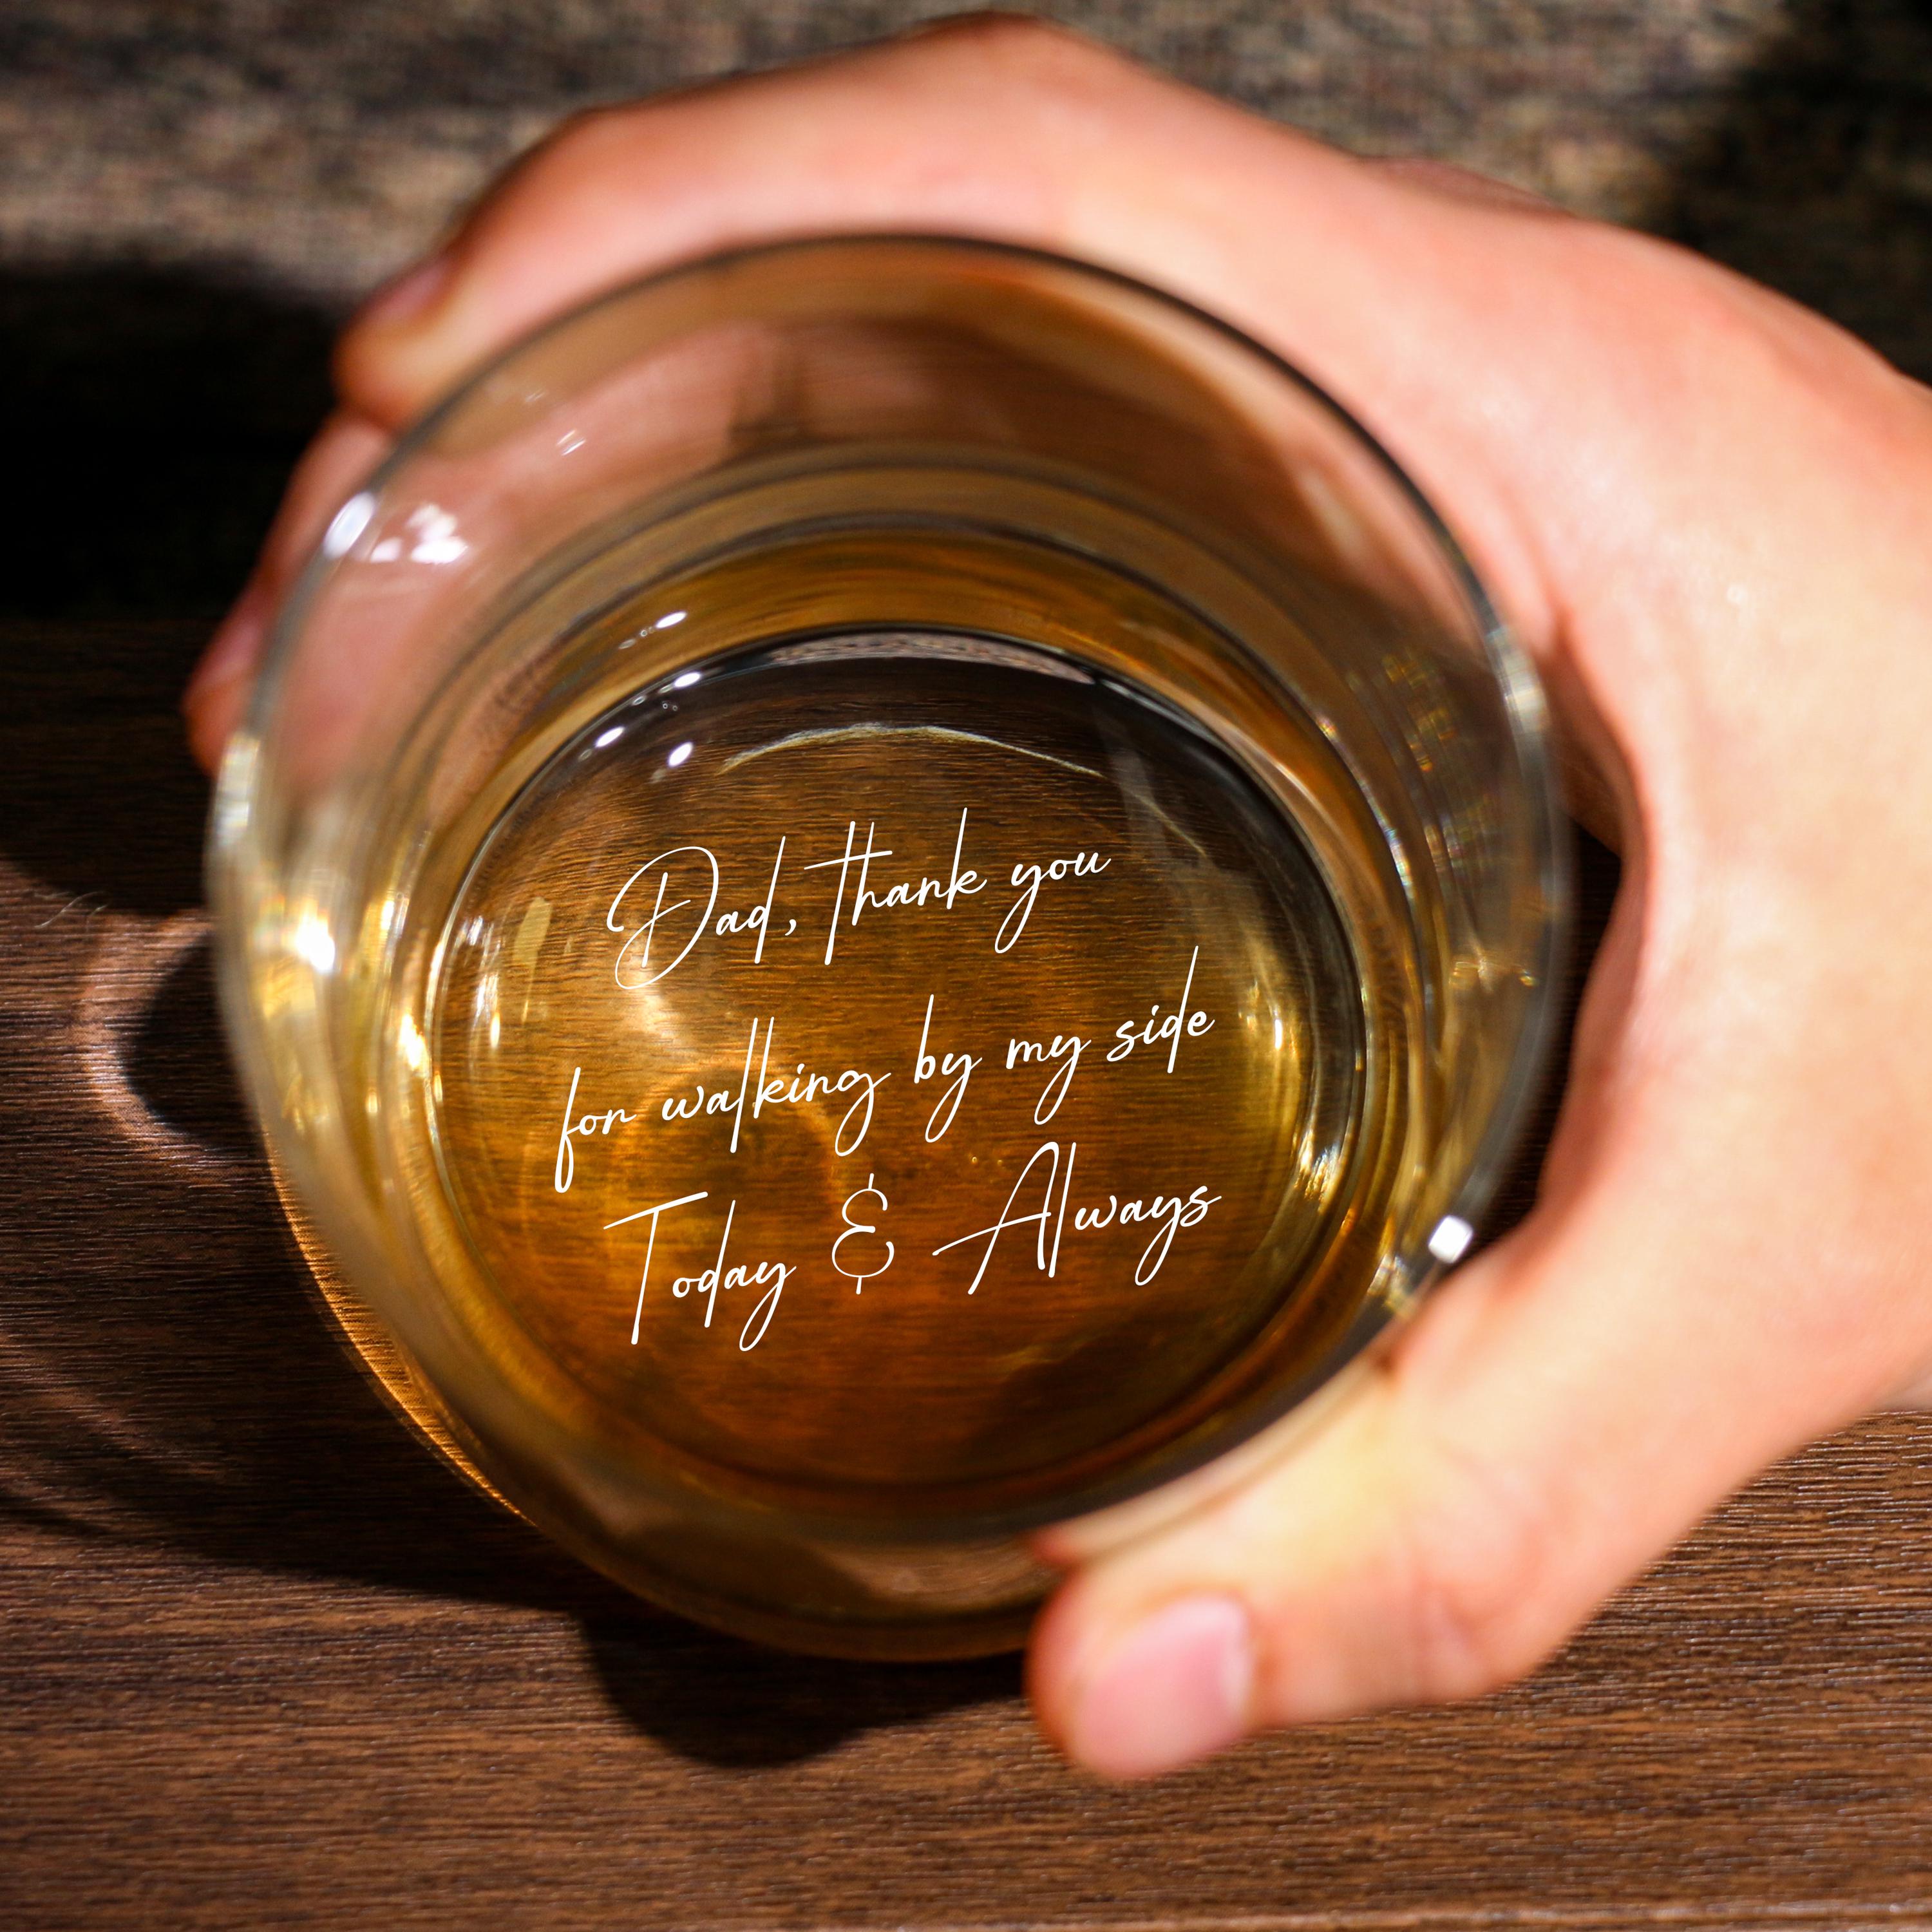 Dad, thank you
for walking by my side
Today & Always